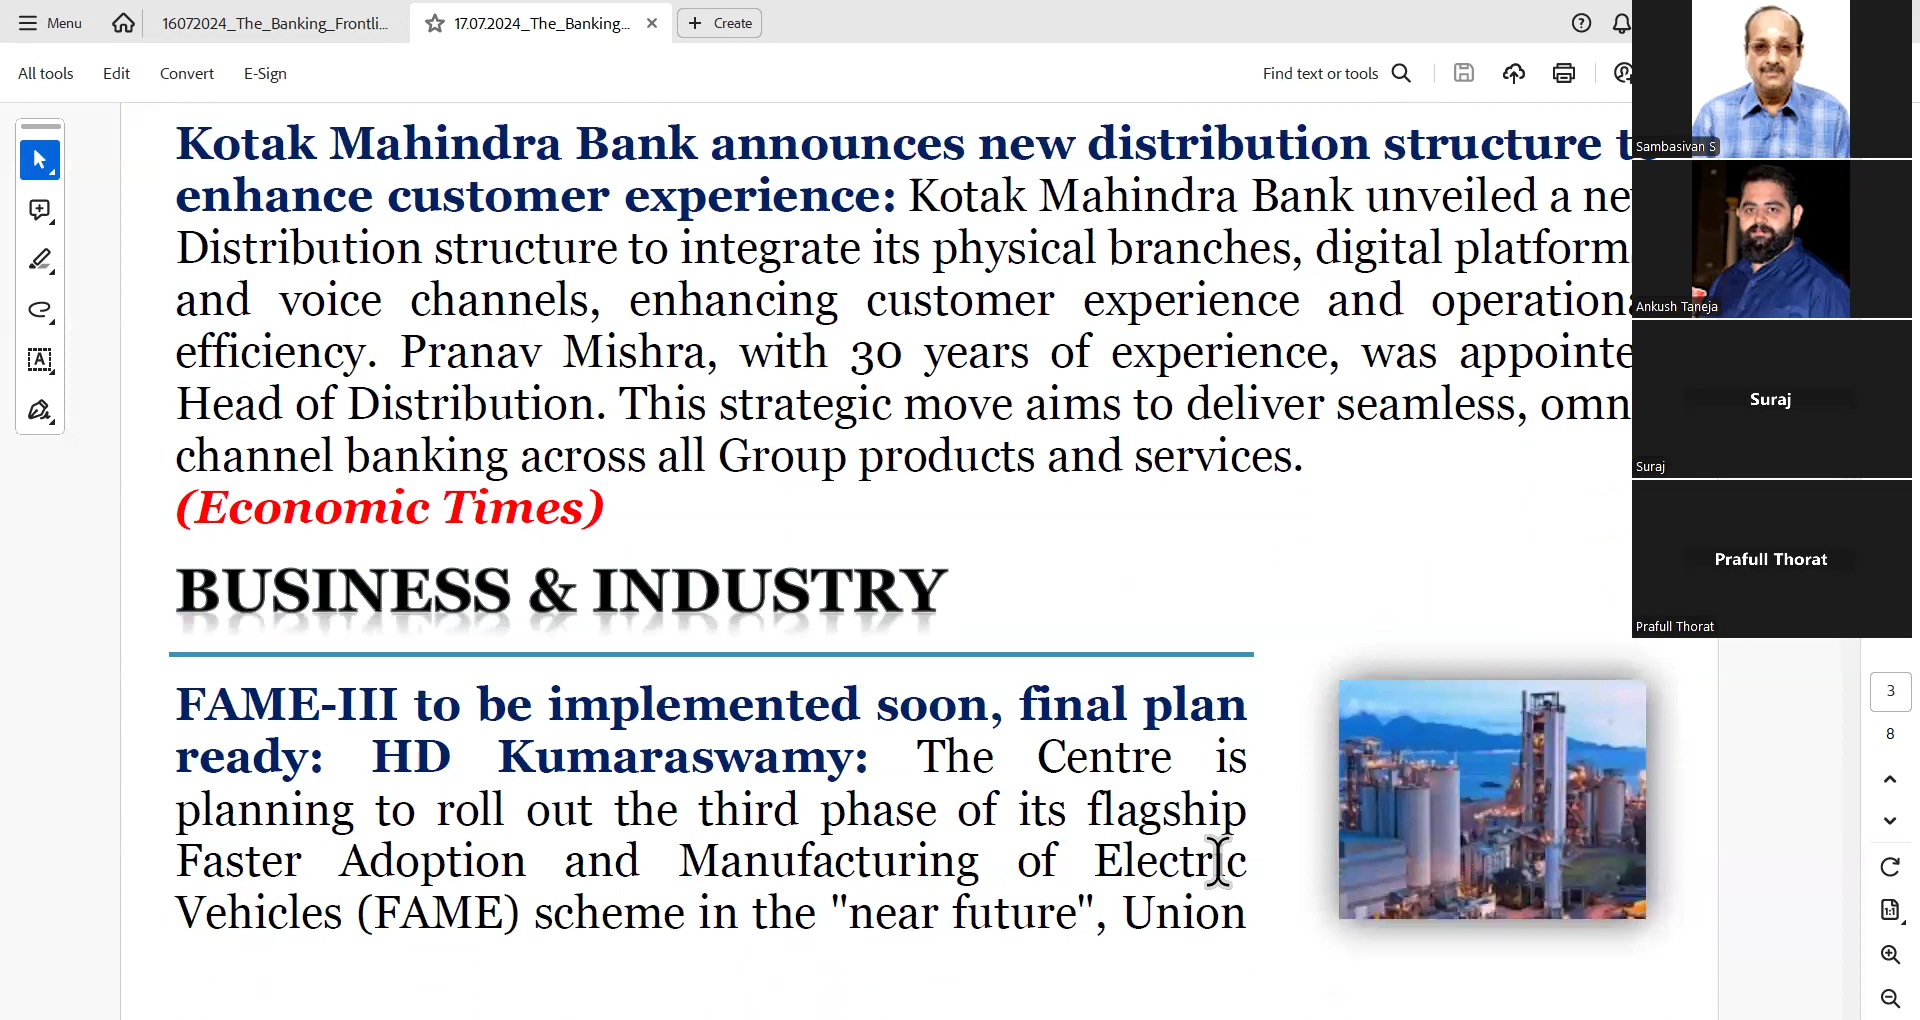 Menu
16072024_The_Banking_Frontli...
17.07.2024_The_Banking_...
Create
All tools
Edit
Convert
E-Sign
Find text or tools
Kotak Mahindra Bank announces new distribution structure
enhance customer experience: Kotak Mahindra Bank unveiled a
Distribution structure to integrate its physical branches, digital platform
and voice channels, enhancing customer experience and
efficiency. Pranav Mishra, with 30 years of experience, was
Head of Distribution. This strategic move aims to deliver seamless,
channel banking across all Group products and services.
(Economic Times)
BUSINESS & INDUSTRY
FAME-III to be implemented soon, final plan
ready: HD Kumaraswamy: The Centre is
planning to roll out the third phase of its flagship
Faster Adoption and Manufacturing of Electric
Vehicles (FAME) scheme in the "near future", Union
Sambasivan S
Ankush Taneja
Suraj
Suraj
Prafull Thorat
Prafull Thorat
3
8
1:1